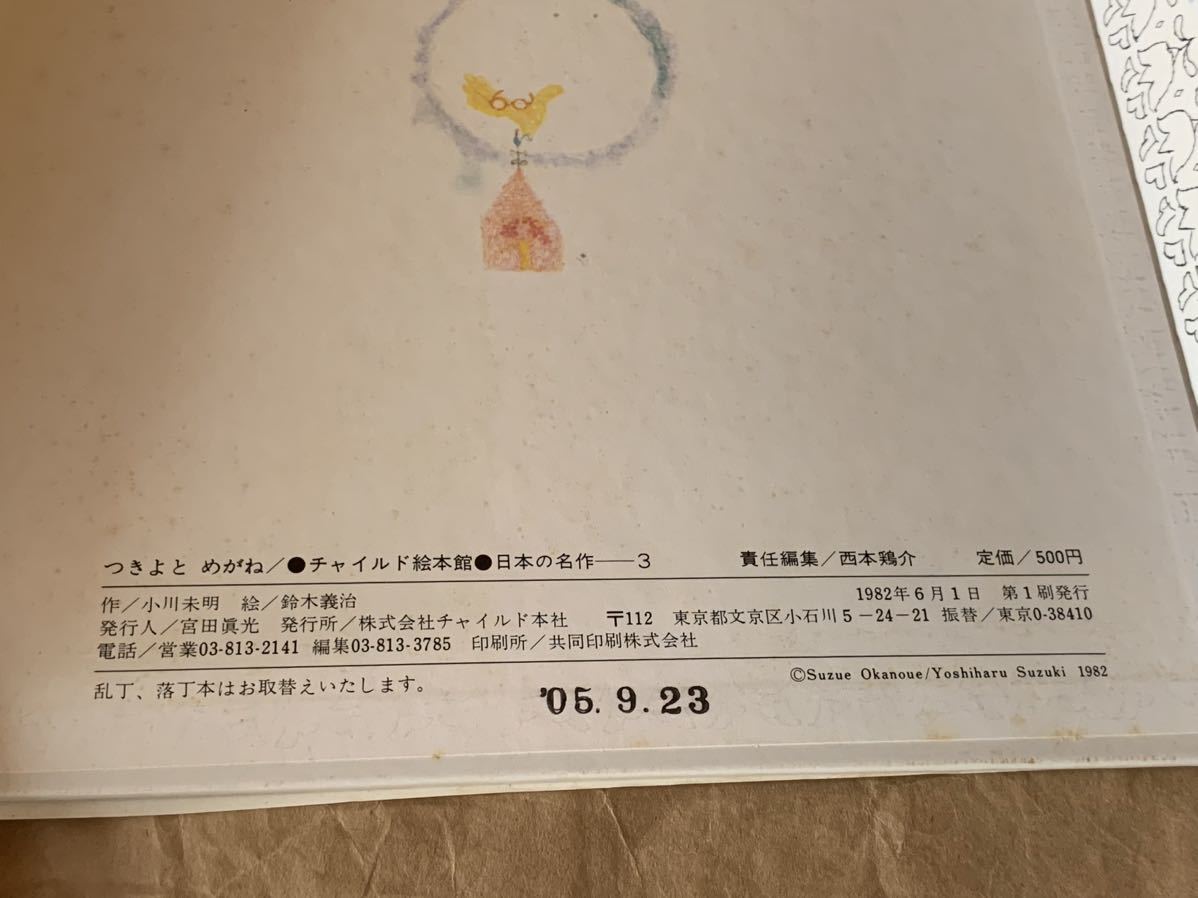 つきよと めがね／●チャイルド絵本館●日本の名作――3　責任編集／西本鶏介　定価／500円
作／小川未明　絵／鈴木義治　1982年6月1日　第1刷発行
発行人／宮田眞光　発行所／株式会社チャイルド本社　〒112　東京都文京区小石川5－24－21　振替／東京0-38410
電話／営業03-813-2141　編集03-813-3785　印刷所／共同印刷株式会社
©Suzue Okanoue/Yoshiharu Suzuki 1982
乱丁、落丁本はお取替えいたします。
'05.9.23